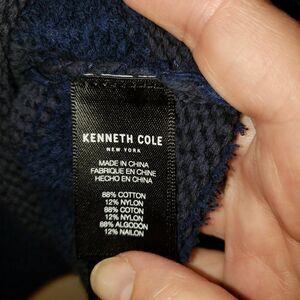 KENNETH COLE
NEW YORK
MADE IN CHINA
FABRIQUE EN CHINE
HECHO EN CHINA
88% COTTON
12% NYLON
88% COTON
12% NYLON
88% ALGODON
12% NAILON